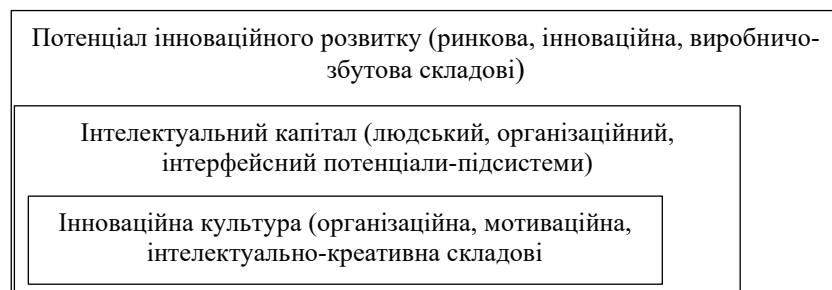 Потенціал інноваційного розвитку (ринкова, інноваційна, виробничо-
збутова складові)
Інтелектуальний капітал (людський, організаційний,
інтерфейсний потенціали-підсистеми)
Інноваційна культура (організаційна, мотиваційна,
інтелектуально-креативна складові